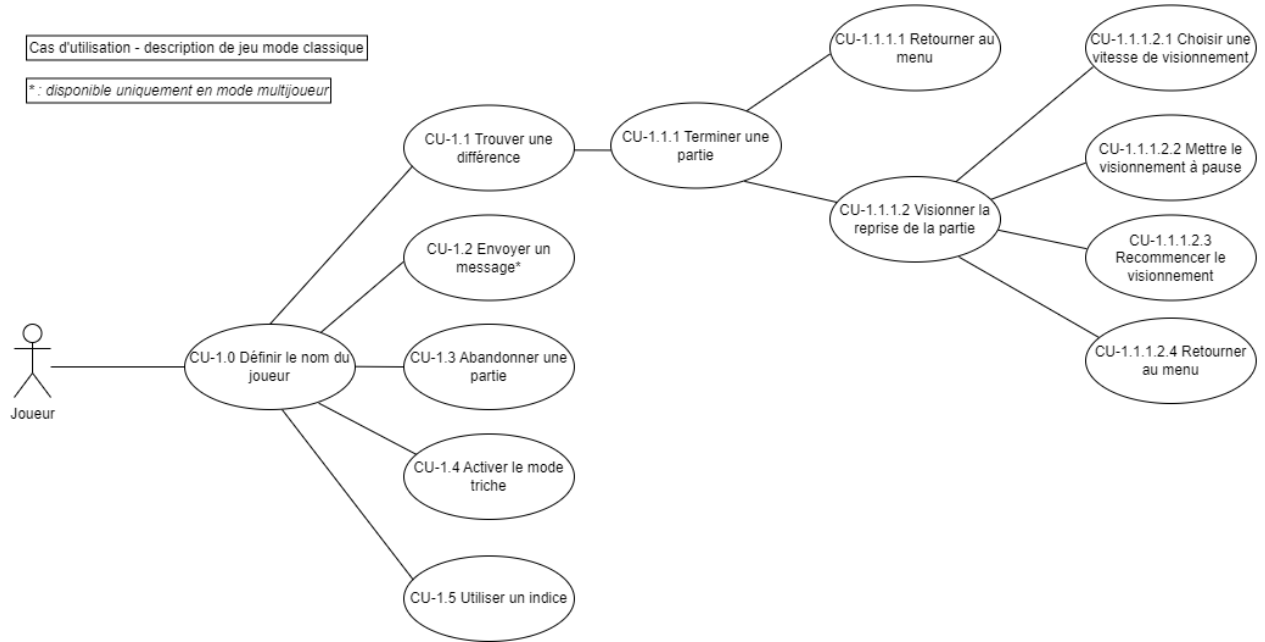 Cas d'utilisation - description de jeu mode classique
* : disponible uniquement en mode multijoueur
Joueur
CU-1.0 Définir le nom du
joueur
CU-1.1 Trouver une
différence
CU-1.2 Envoyer un
message*
CU-1.3 Abandonner une
partie
CU-1.4 Activer le mode
triche
CU-1.5 Utiliser un indice
CU-1.1.1 Terminer une
partie
CU-1.1.1.1 Retourner au
menu
CU-1.1.1.2 Visionner la
reprise de la partie
CU-1.1.1.2.1 Choisir une
vitesse de visionnement
CU-1.1.1.2.2 Mettre le
visionnement à pause
CU-1.1.1.2.3
Recommencer le
visionnement
CU-1.1.1.2.4 Retourner
au menu